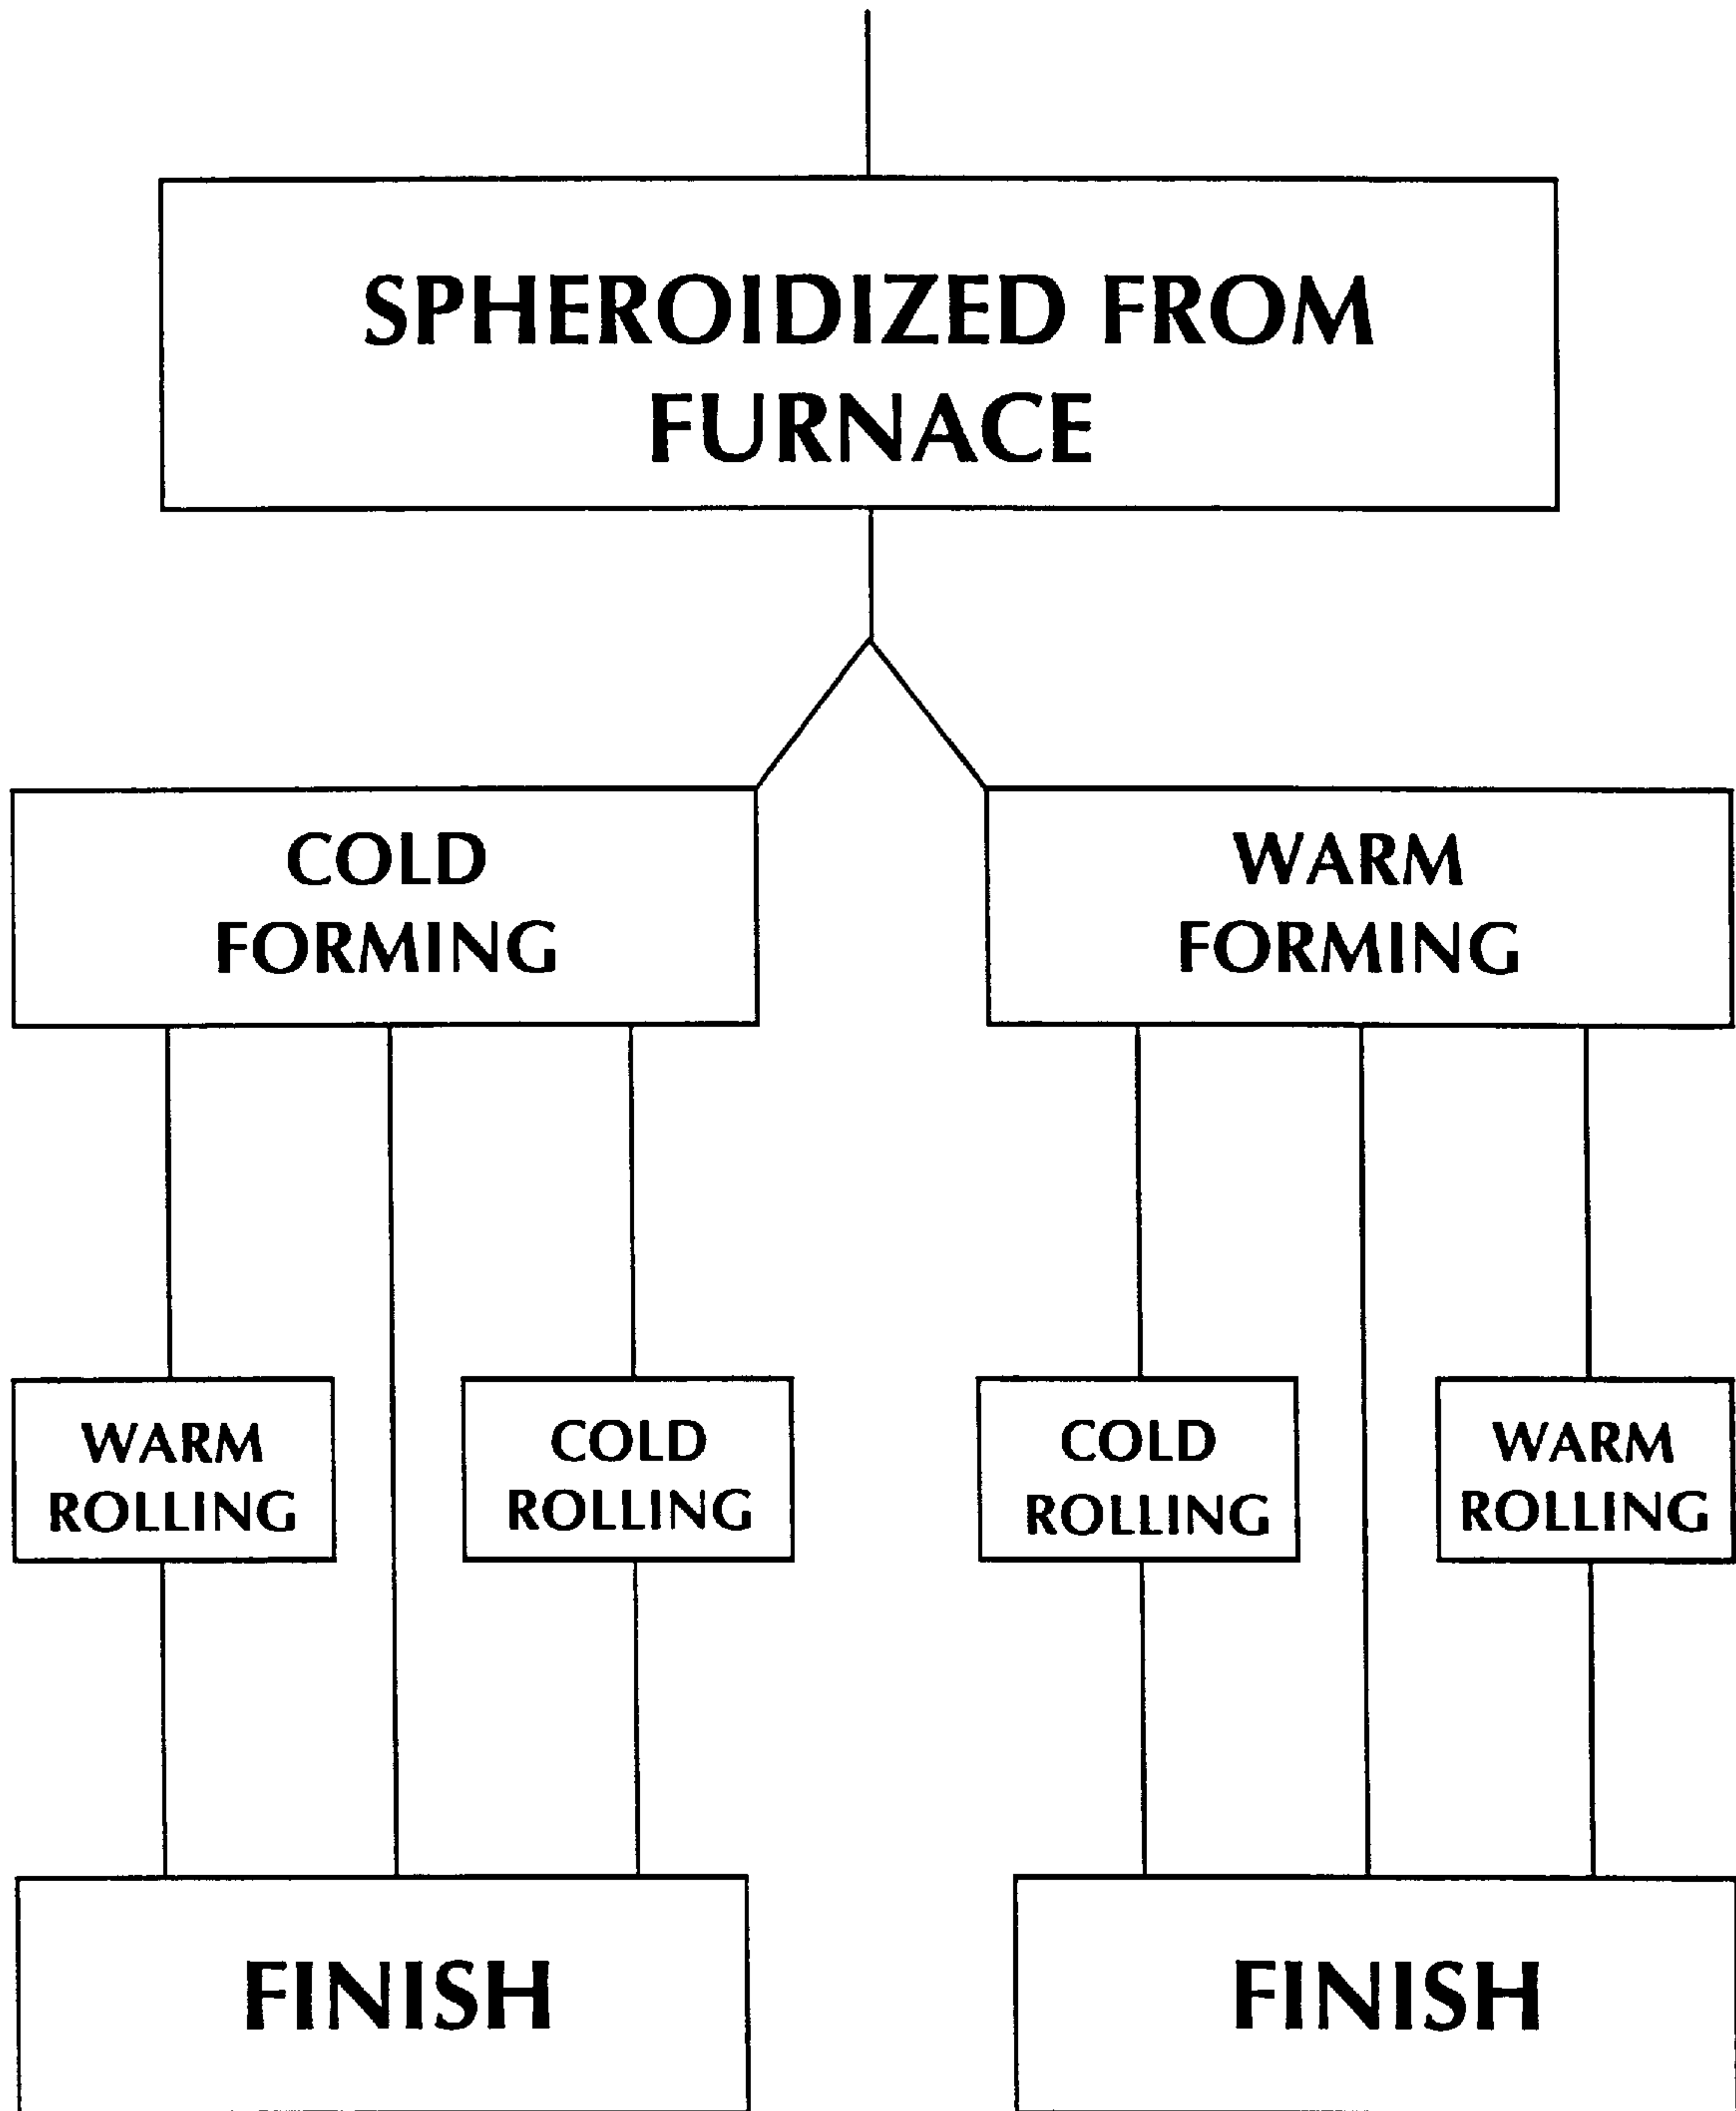 SPHEROIDIZED FROM
FURNACE
COLD
FORMING
WARM
FORMING
WARM
ROLLING
COLD
ROLLING
COLD
ROLLING
WARM
ROLLING
FINISH
FINISH